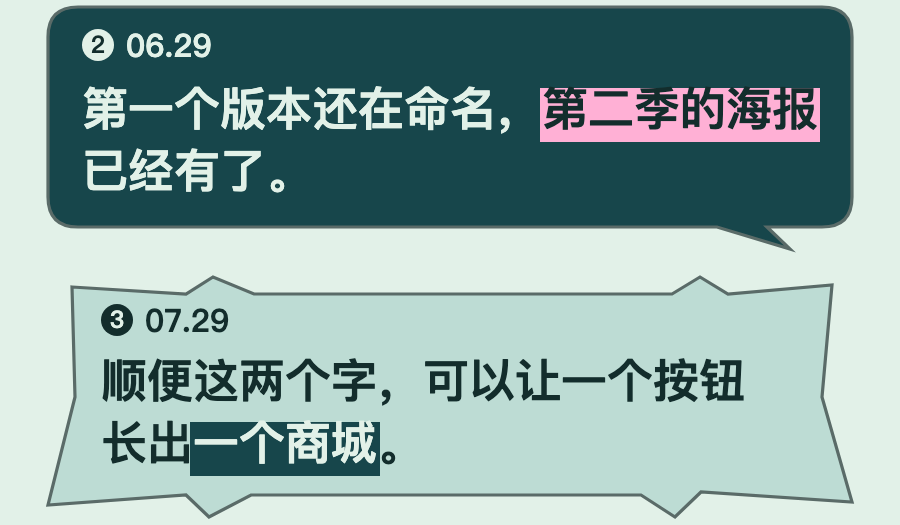 2 06.29
第一个版本还在命名，第二季的海报
已经有了。
3 07.29
顺便这两个字，可以让一个按钮
长出一个商城。